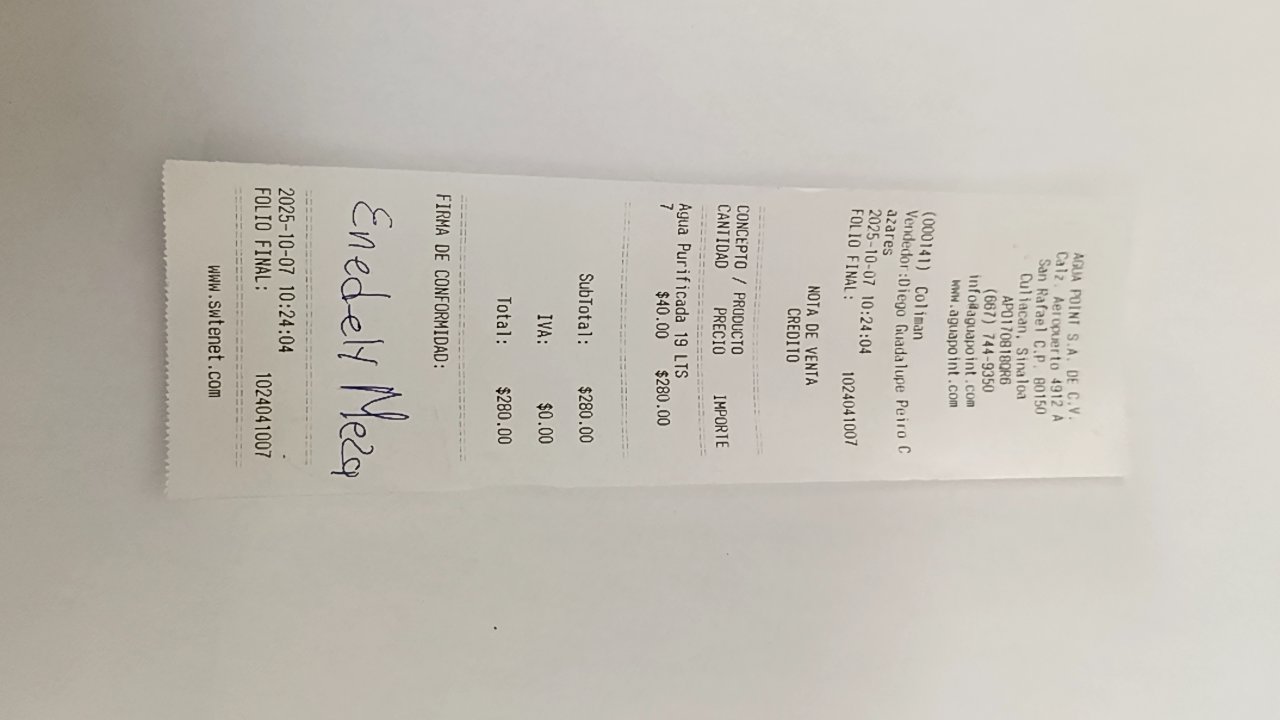 AGUA POINT S.A. DE C.V.
Calz. Aeropuerto 4912 A
San Rafael C.P. 80150
Culiacan, Sinaloa
APO170818QR6
(667) 744-9350
info@aguapoint.com
www.aguapoint.com
(000141) Coliman
Vendedor:Diego Guadalupe Peiro C
azares
2025-10-07 10:24:04
FOLIO FINAL: 1024041007
NOTA DE VENTA
CREDITO
CONCEPTO / PRODUCTO
CANTIDAD PRECIO IMPORTE
Agua Purificada 19 LTS
7 $40.00 $280.00
SubTotal: $280.00
IVA: $0.00
Total: $280.00
FIRMA DE CONFORMIDAD:
Enedely Meza
2025-10-07 10:24:04
FOLIO FINAL: 1024041007
www.swtenet.com